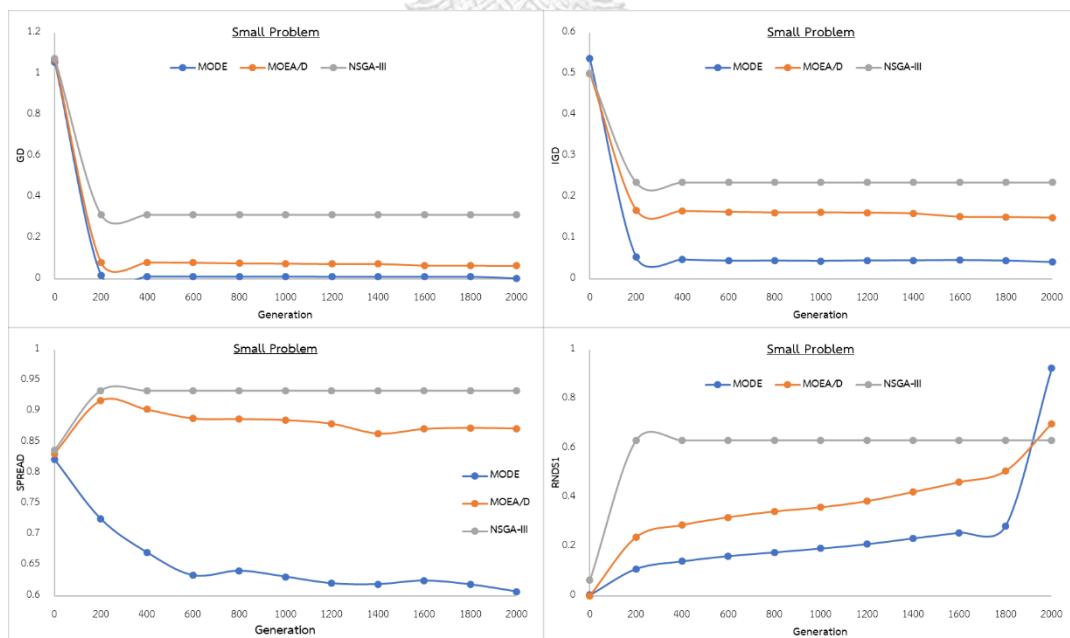 Small Problem
MODE MOEA/D NSGA-III
1.2
1
0.8
0.6
0.4
0.2
0
GD
0 200 400 600 800 1000 1200 1400 1600 1800 2000
Generation
Small Problem
MODE MOEA/D NSGA-III
0.6
0.5
0.4
0.3
0.2
0.1
0
IGD
0 200 400 600 800 1000 1200 1400 1600 1800 2000
Generation
Small Problem
1
0.95
0.9
0.85
0.8
0.75
0.7
0.65
0.6
SPREAD
MODE
MOEA/D
NSGA-III
0 200 400 600 800 1000 1200 1400 1600 1800 2000
Generation
Small Problem
MODE MOEA/D NSGA-III
1
0.8
0.6
0.4
0.2
0
RNDS1
0 200 400 600 800 1000 1200 1400 1600 1800 2000
Generation